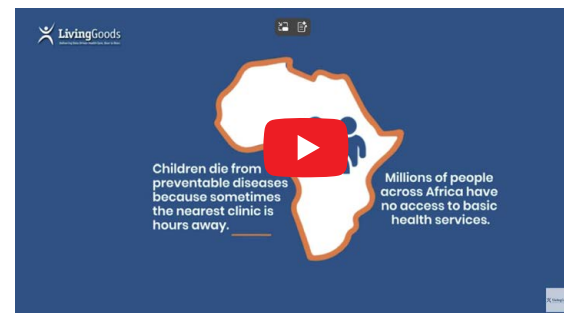 LivingGoods
Children die from
preventable diseases
because sometimes
the nearest clinic is
hours away.
Millions of people
across Africa have
no access to basic
health services.